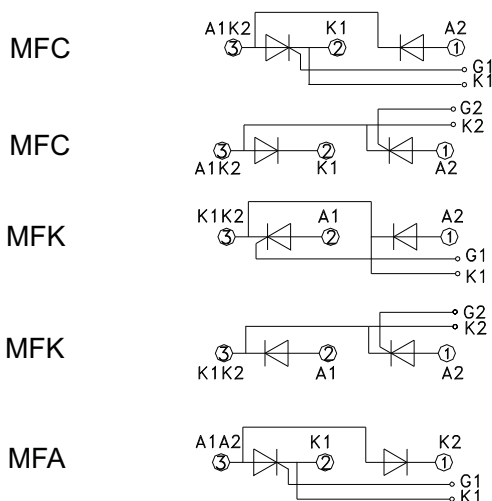 MFC
A1K2 K1 A2
3 2 1
G1
K1
MFC
G2
K2
3 2 1
A1K2 K1 A2
MFK
K1K2 A1 A2
3 2 1
G1
K1
MFK
G2
K2
3 2 1
K1K2 A1 A2
MFA
A1A2 K1 K2
3 2 1
G1
K1